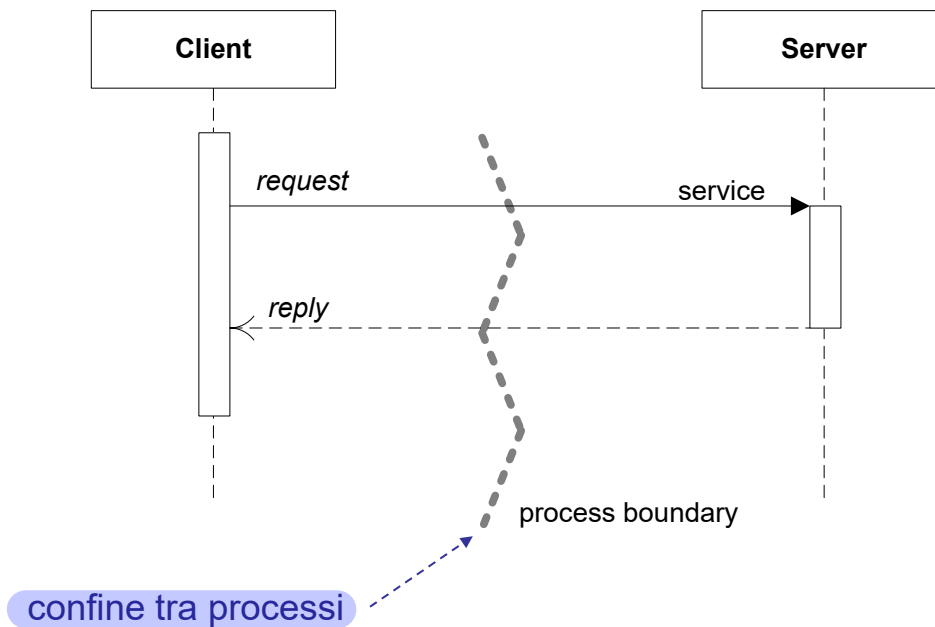 Client
Server
request
service
reply
process boundary
confine tra processi